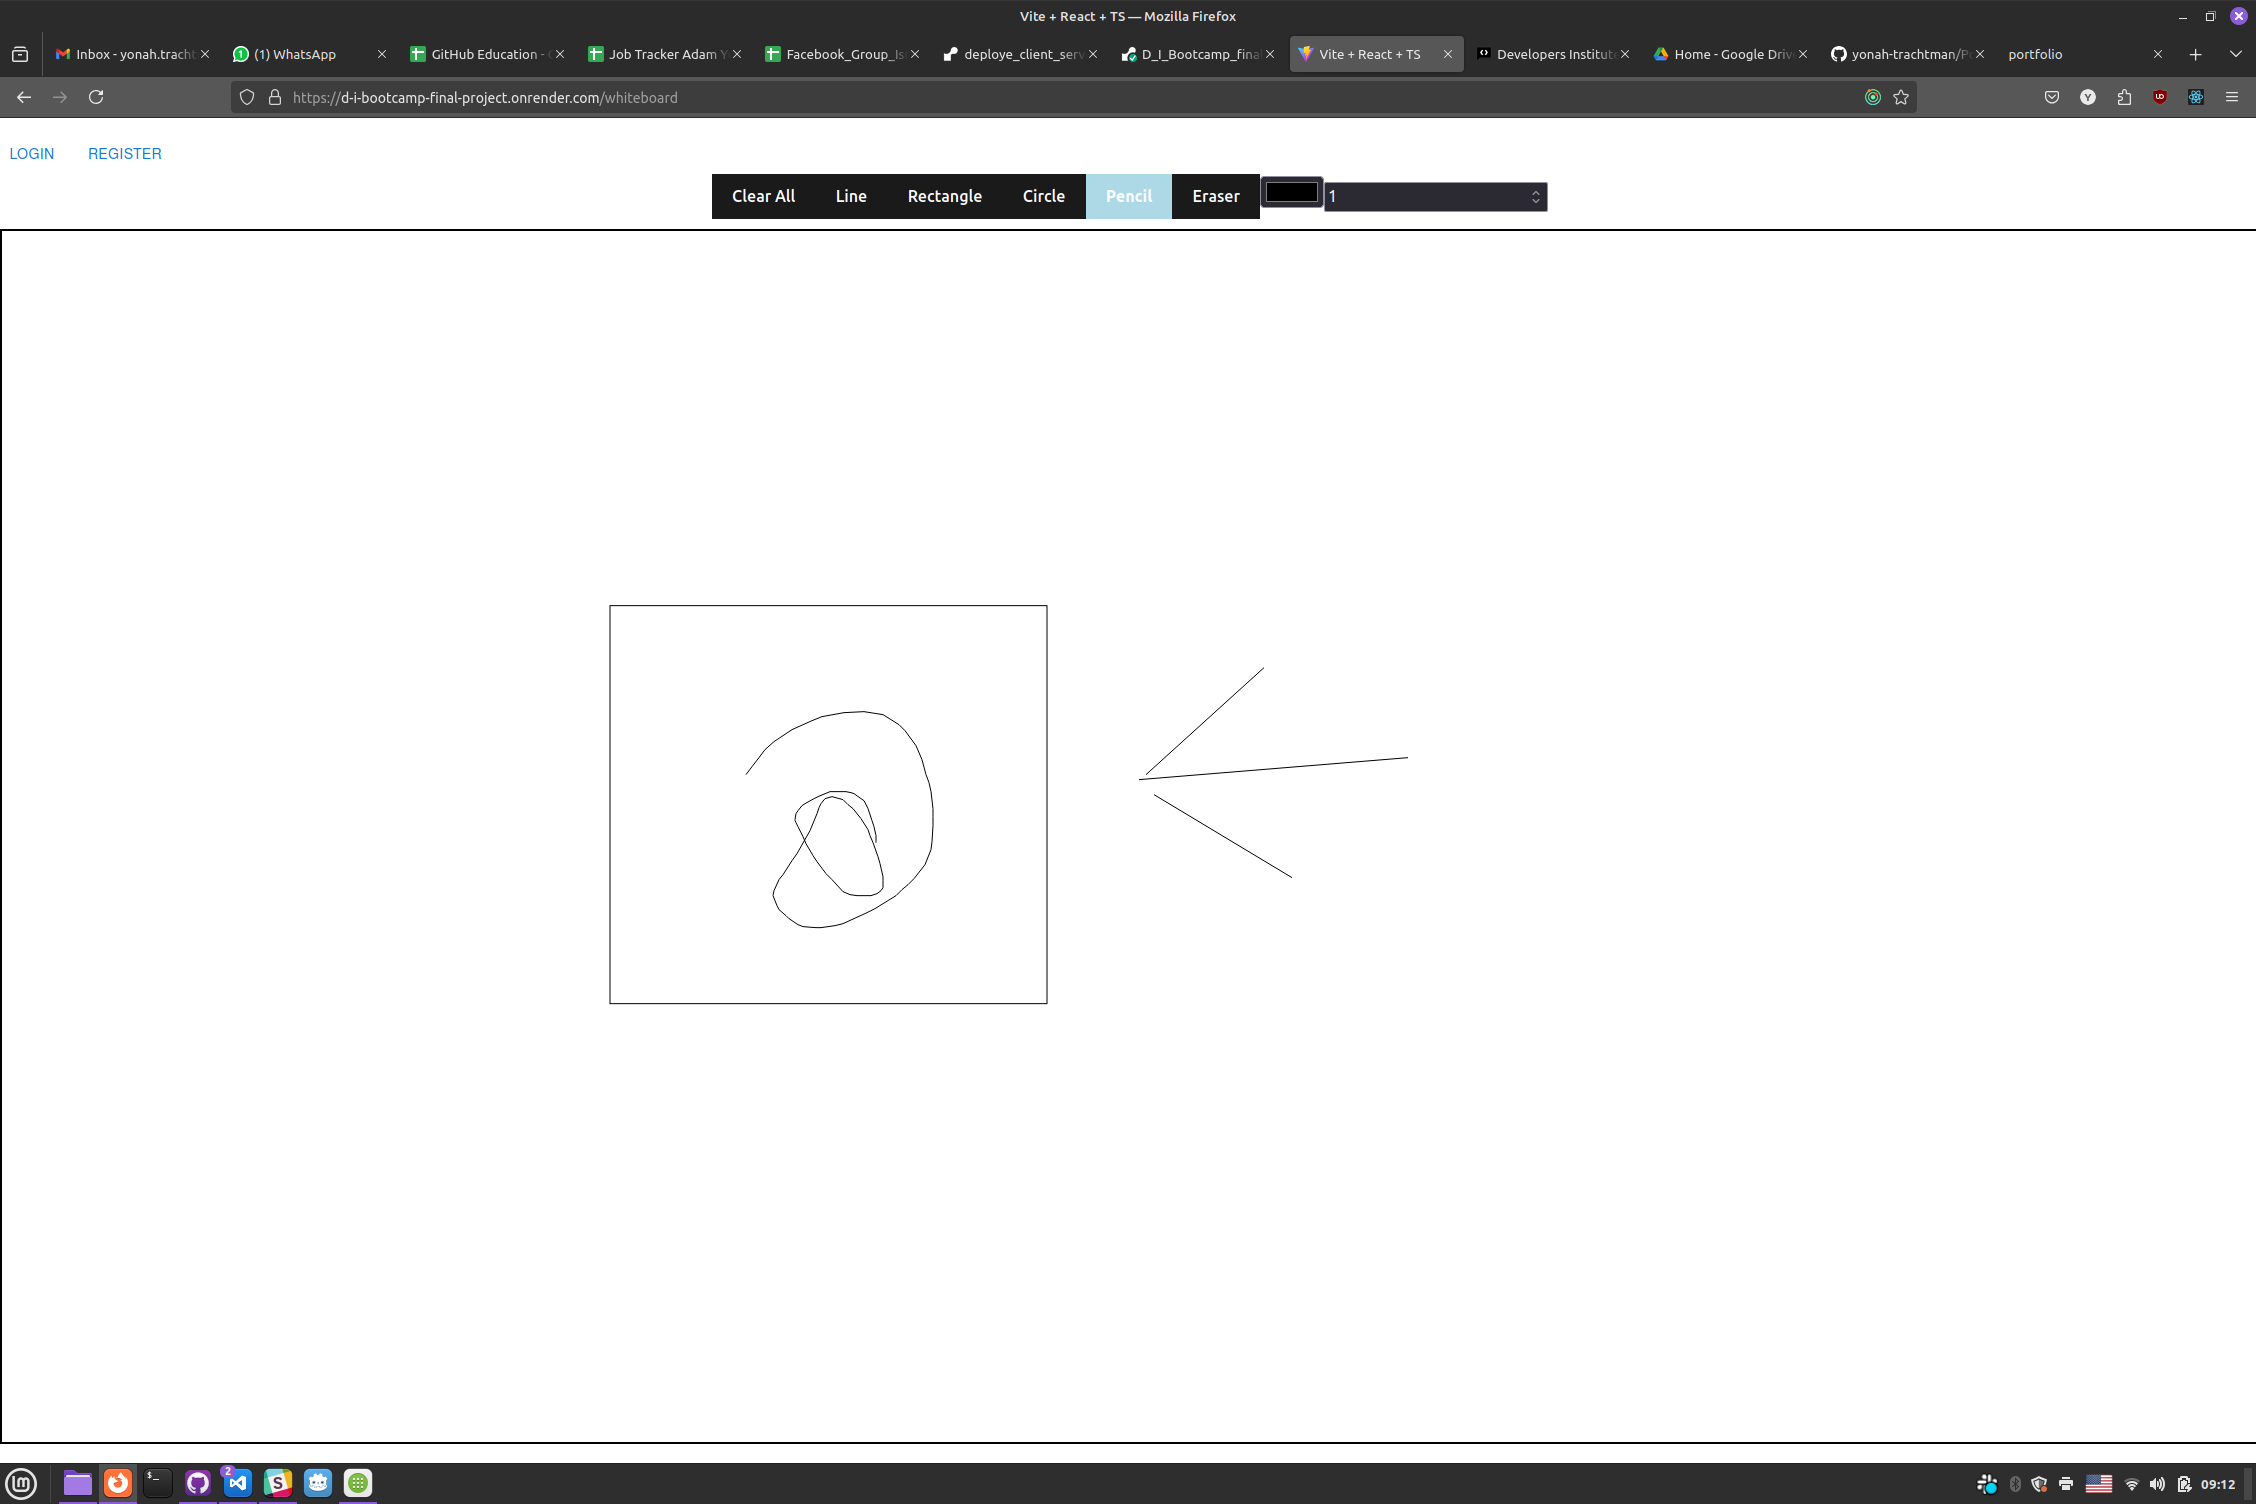 Vite + React + TS — Mozilla Firefox
Inbox - yonah.tracht
(1) WhatsApp
GitHub Education -
Job Tracker Adam Y
Facebook_Group_Is
deploye_client_serv
D_I_Bootcamp_fina
Vite + React + TS
Developers Institut
Home - Google Driv
yonah-trachtman/P
portfolio
https://d-i-bootcamp-final-project.onrender.com/whiteboard
LOGIN REGISTER
Clear All Line Rectangle Circle Pencil Eraser 1
2
09:12